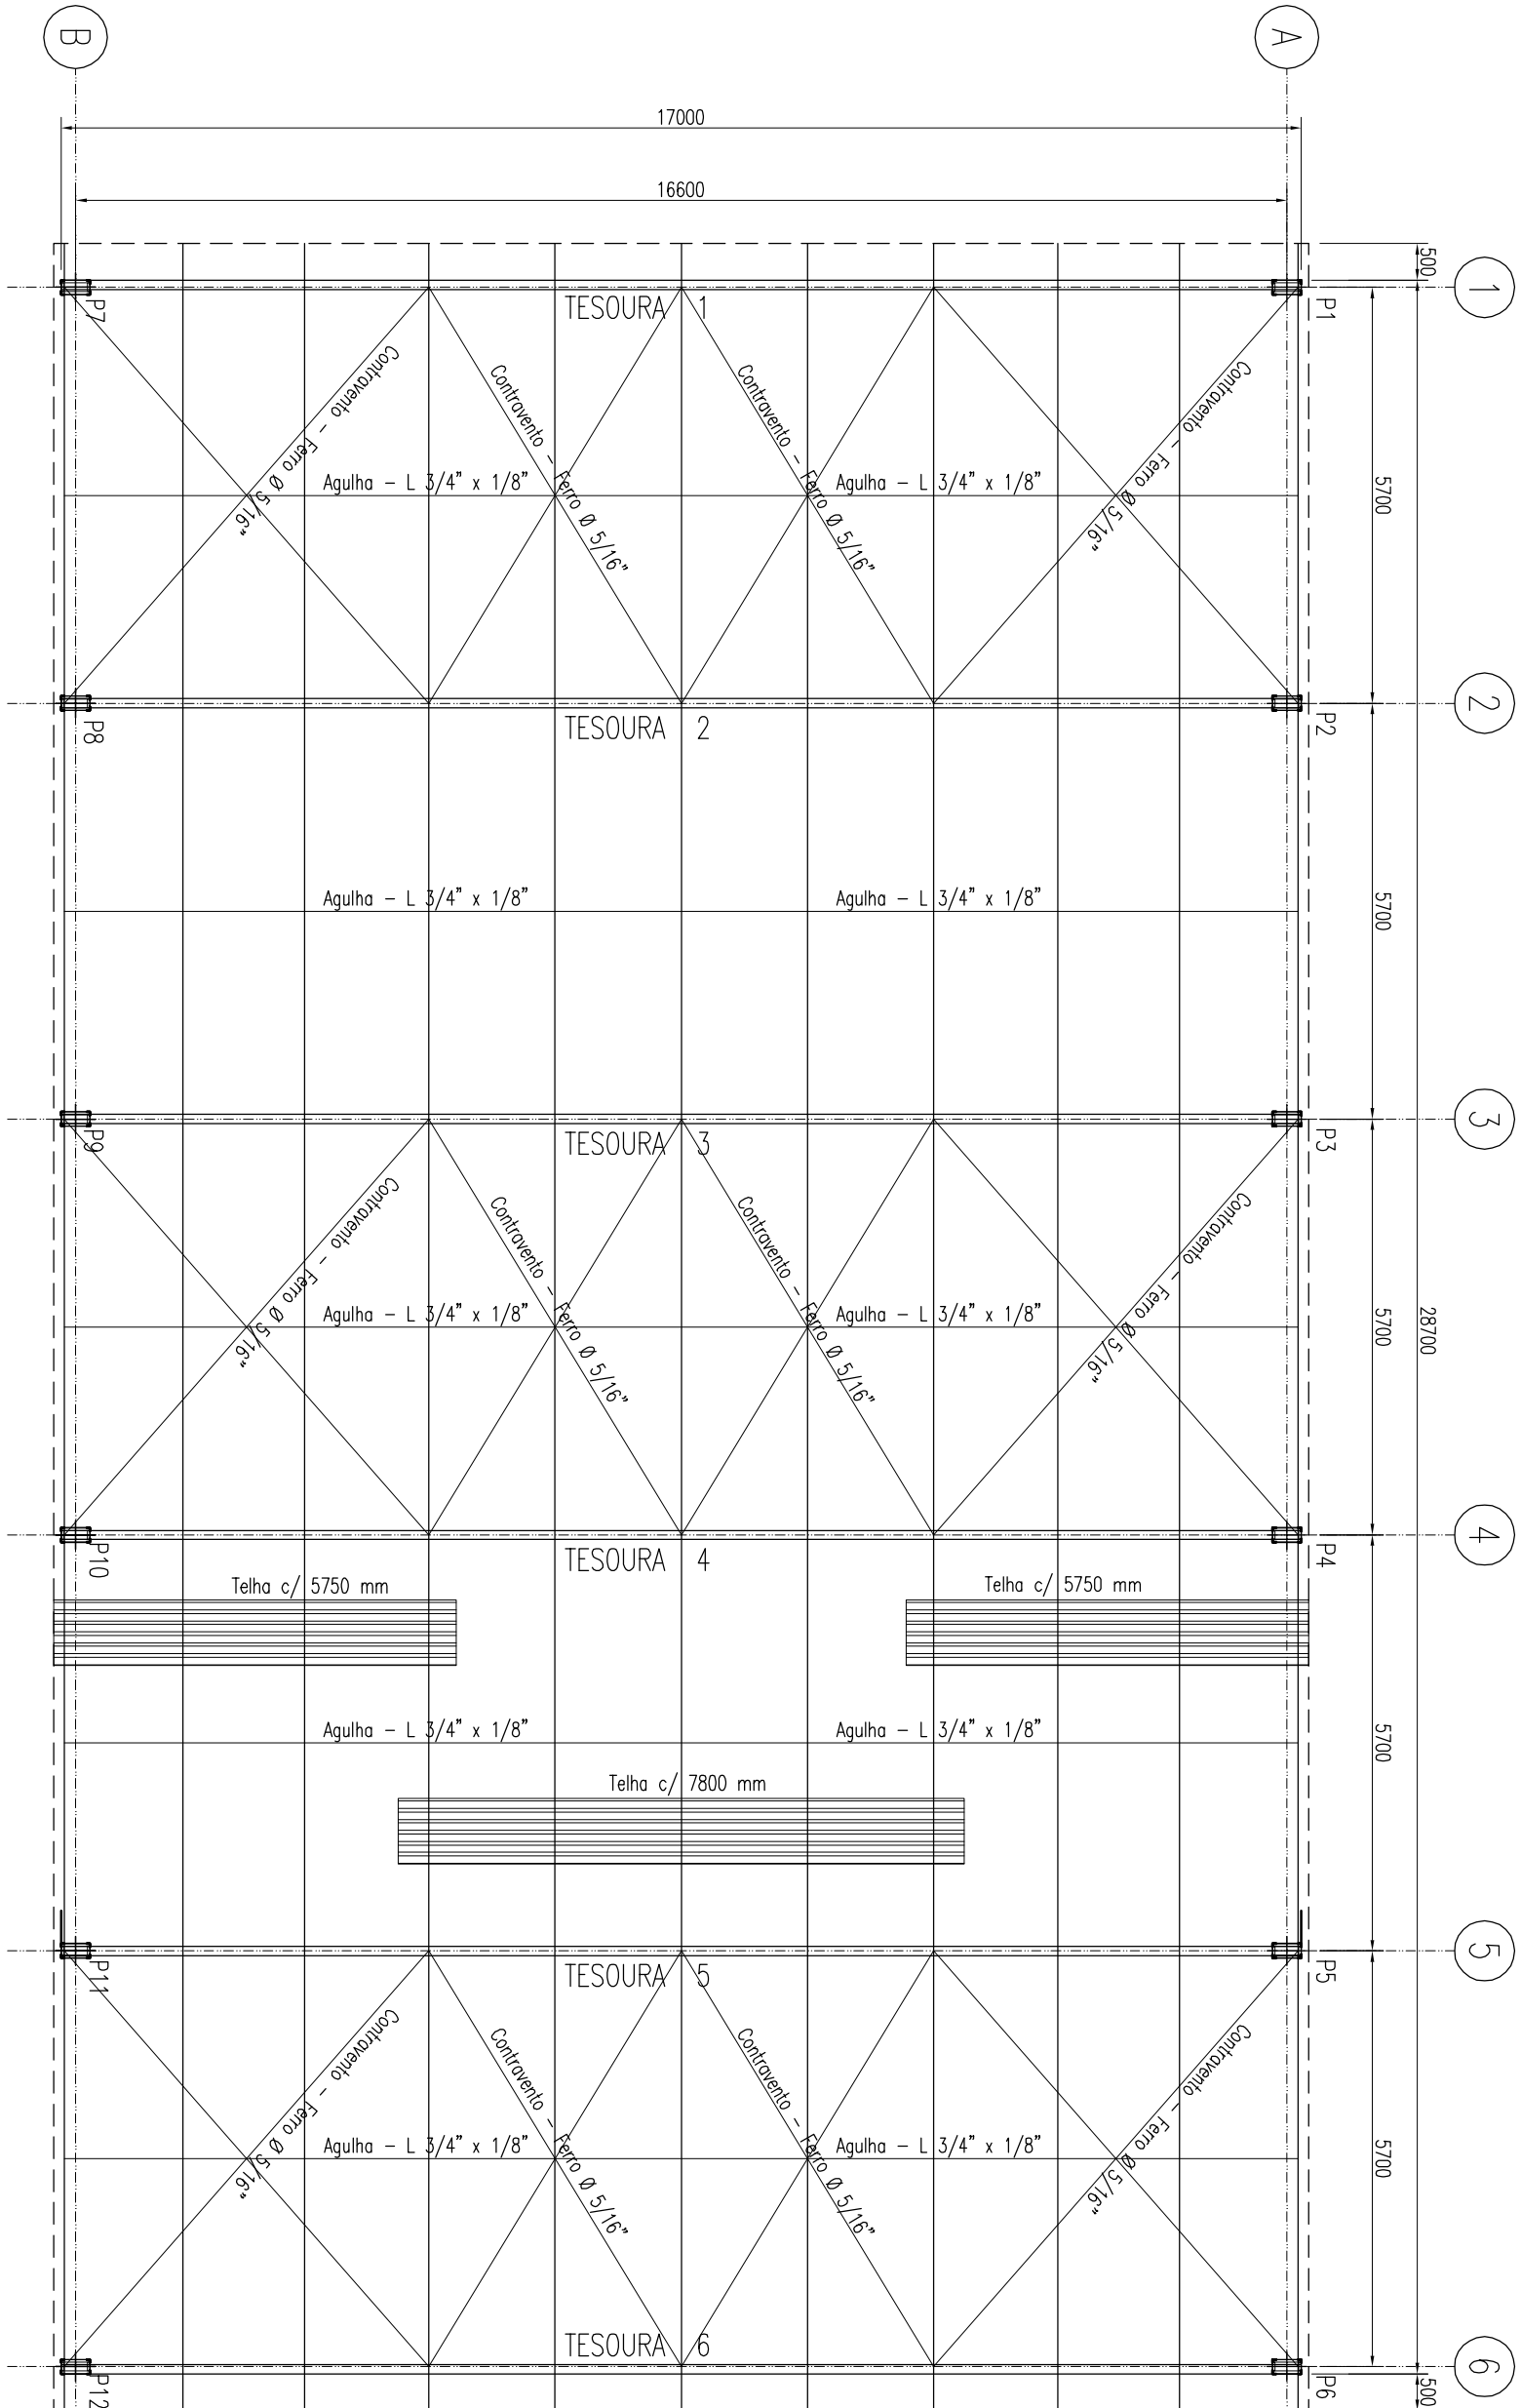 B
A
17000
16600
500
1
P7
TESOURA 1
P1
Contravento - Ferro Ø 5/16"
Contravento - Ferro Ø 5/16"
Contravento - Ferro Ø 5/16"
Contravento - Ferro Ø 5/16"
Agulha - L 3/4" x 1/8"
Agulha - L 3/4" x 1/8"
5700
2
P8
TESOURA 2
P2
Agulha - L 3/4" x 1/8"
Agulha - L 3/4" x 1/8"
5700
3
P9
TESOURA 3
P3
Contravento - Ferro Ø 5/16"
Contravento - Ferro Ø 5/16"
Contravento - Ferro Ø 5/16"
Contravento - Ferro Ø 5/16"
Agulha - L 3/4" x 1/8"
Agulha - L 3/4" x 1/8"
5700
28700
4
P10
TESOURA 4
P4
Telha c/ 5750 mm
Telha c/ 5750 mm
Agulha - L 3/4" x 1/8"
Agulha - L 3/4" x 1/8"
5700
Telha c/ 7800 mm
5
P11
TESOURA 5
P5
Contravento - Ferro Ø 5/16"
Contravento - Ferro Ø 5/16"
Contravento - Ferro Ø 5/16"
Contravento - Ferro Ø 5/16"
Agulha - L 3/4" x 1/8"
Agulha - L 3/4" x 1/8"
5700
TESOURA 6
6
P12
P6
500